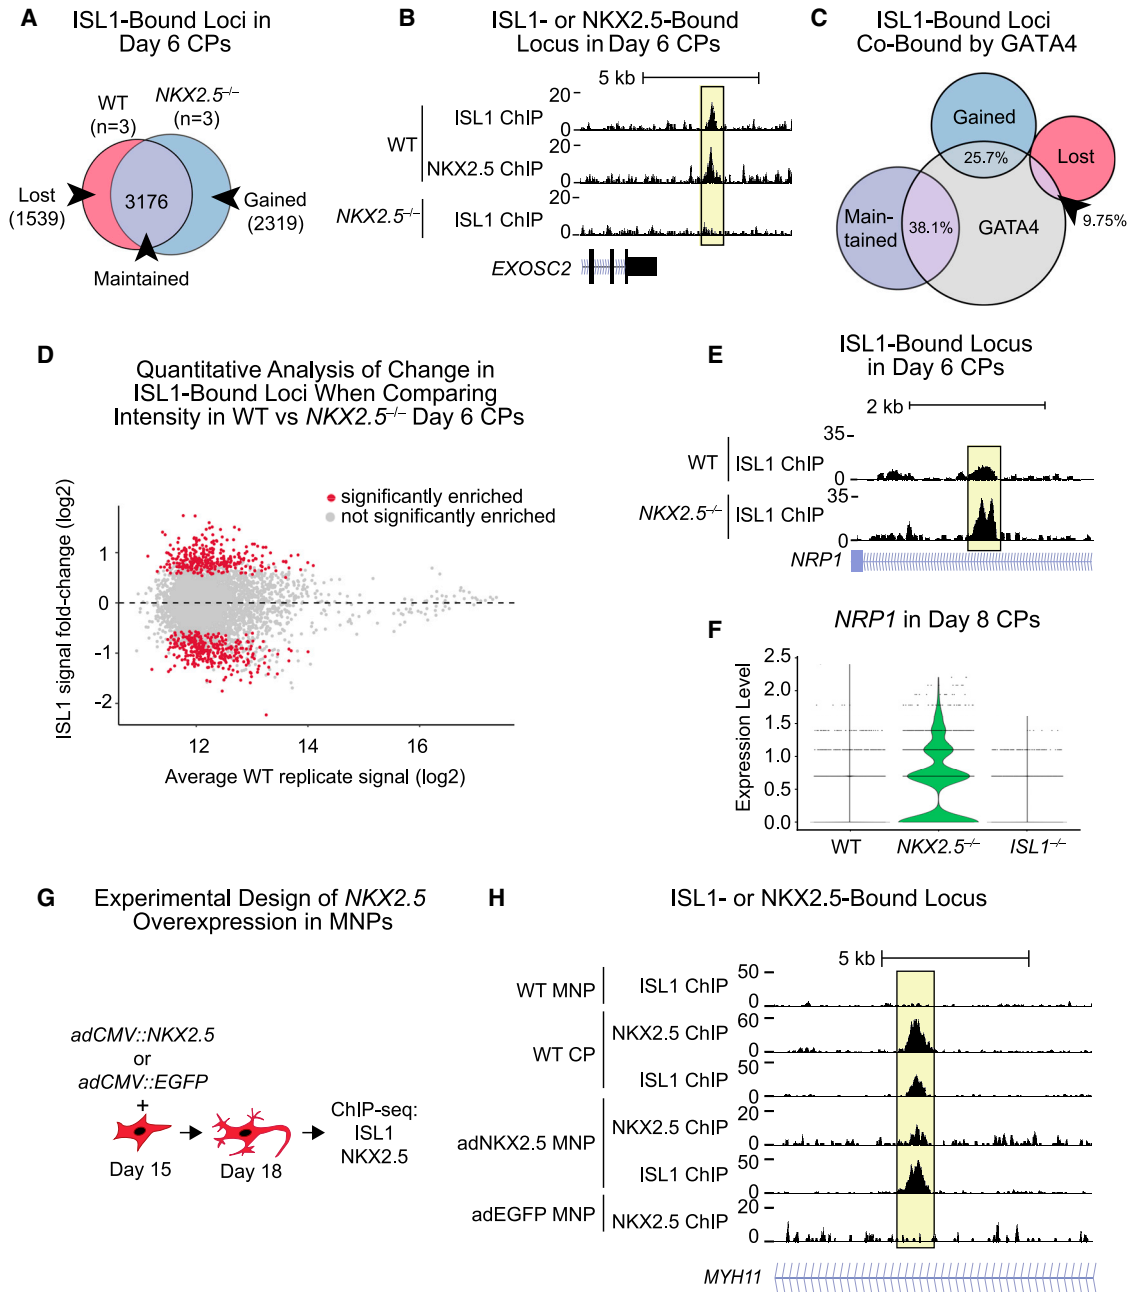 A
ISL1-Bound Loci in
Day 6 CPs
WT
(n=3)
NKX2.5–/–
(n=3)
Lost
(1539)
3176
Gained
(2319)
Maintained
B
ISL1- or NKX2.5-Bound
Locus in Day 6 CPs
5 kb
WT
20
0
ISL1 ChIP
20
0
NKX2.5 ChIP
NKX2.5–/–
20
0
ISL1 ChIP
EXOSC2
C
ISL1-Bound Loci
Co-Bound by GATA4
Gained
25.7%
Lost
9.75%
Main-
tained
38.1%
GATA4
D
Quantitative Analysis of Change in
ISL1-Bound Loci When Comparing
Intensity in WT vs NKX2.5–/– Day 6 CPs
significantly enriched
not significantly enriched
ISL1 signal fold-change (log2)
1
0
-1
-2
12
14
16
Average WT replicate signal (log2)
E
ISL1-Bound Locus
in Day 6 CPs
2 kb
WT
ISL1 ChIP
35
0
NKX2.5–/–
ISL1 ChIP
35
0
NRP1
F
NRP1 in Day 8 CPs
Expression Level
2.5
2.0
1.5
1.0
0.5
0.0
WT
NKX2.5–/–
ISL1–/–
G
Experimental Design of NKX2.5
Overexpression in MNPs
adCMV::NKX2.5
or
adCMV::EGFP
+
Day 15
Day 18
ChIP-seq:
ISL1
NKX2.5
H
ISL1- or NKX2.5-Bound Locus
5 kb
WT MNP
ISL1 ChIP
50
0
WT CP
NKX2.5 ChIP
60
0
ISL1 ChIP
50
0
adNKX2.5 MNP
NKX2.5 ChIP
20
0
ISL1 ChIP
50
0
adEGFP MNP
NKX2.5 ChIP
20
0
MYH11